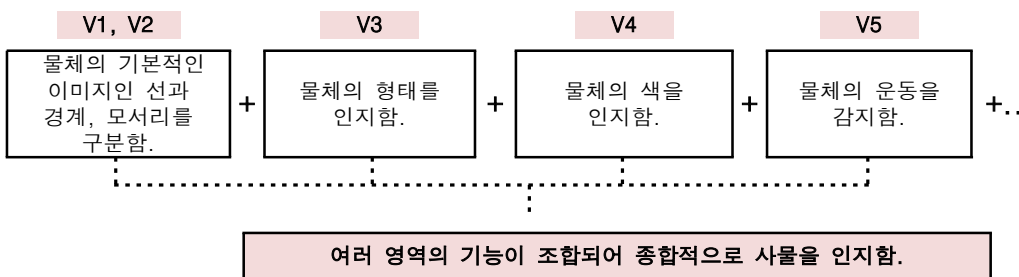 V1, V2
V3
V4
V5
물체의 기본적인
이미지인 선과
경계, 모서리를
구분함.
+
물체의 형태를
인지함.
+
물체의 색을
인지함.
+
물체의 운동을
감지함.
+..
여러 영역의 기능이 조합되어 종합적으로 사물을 인지함.